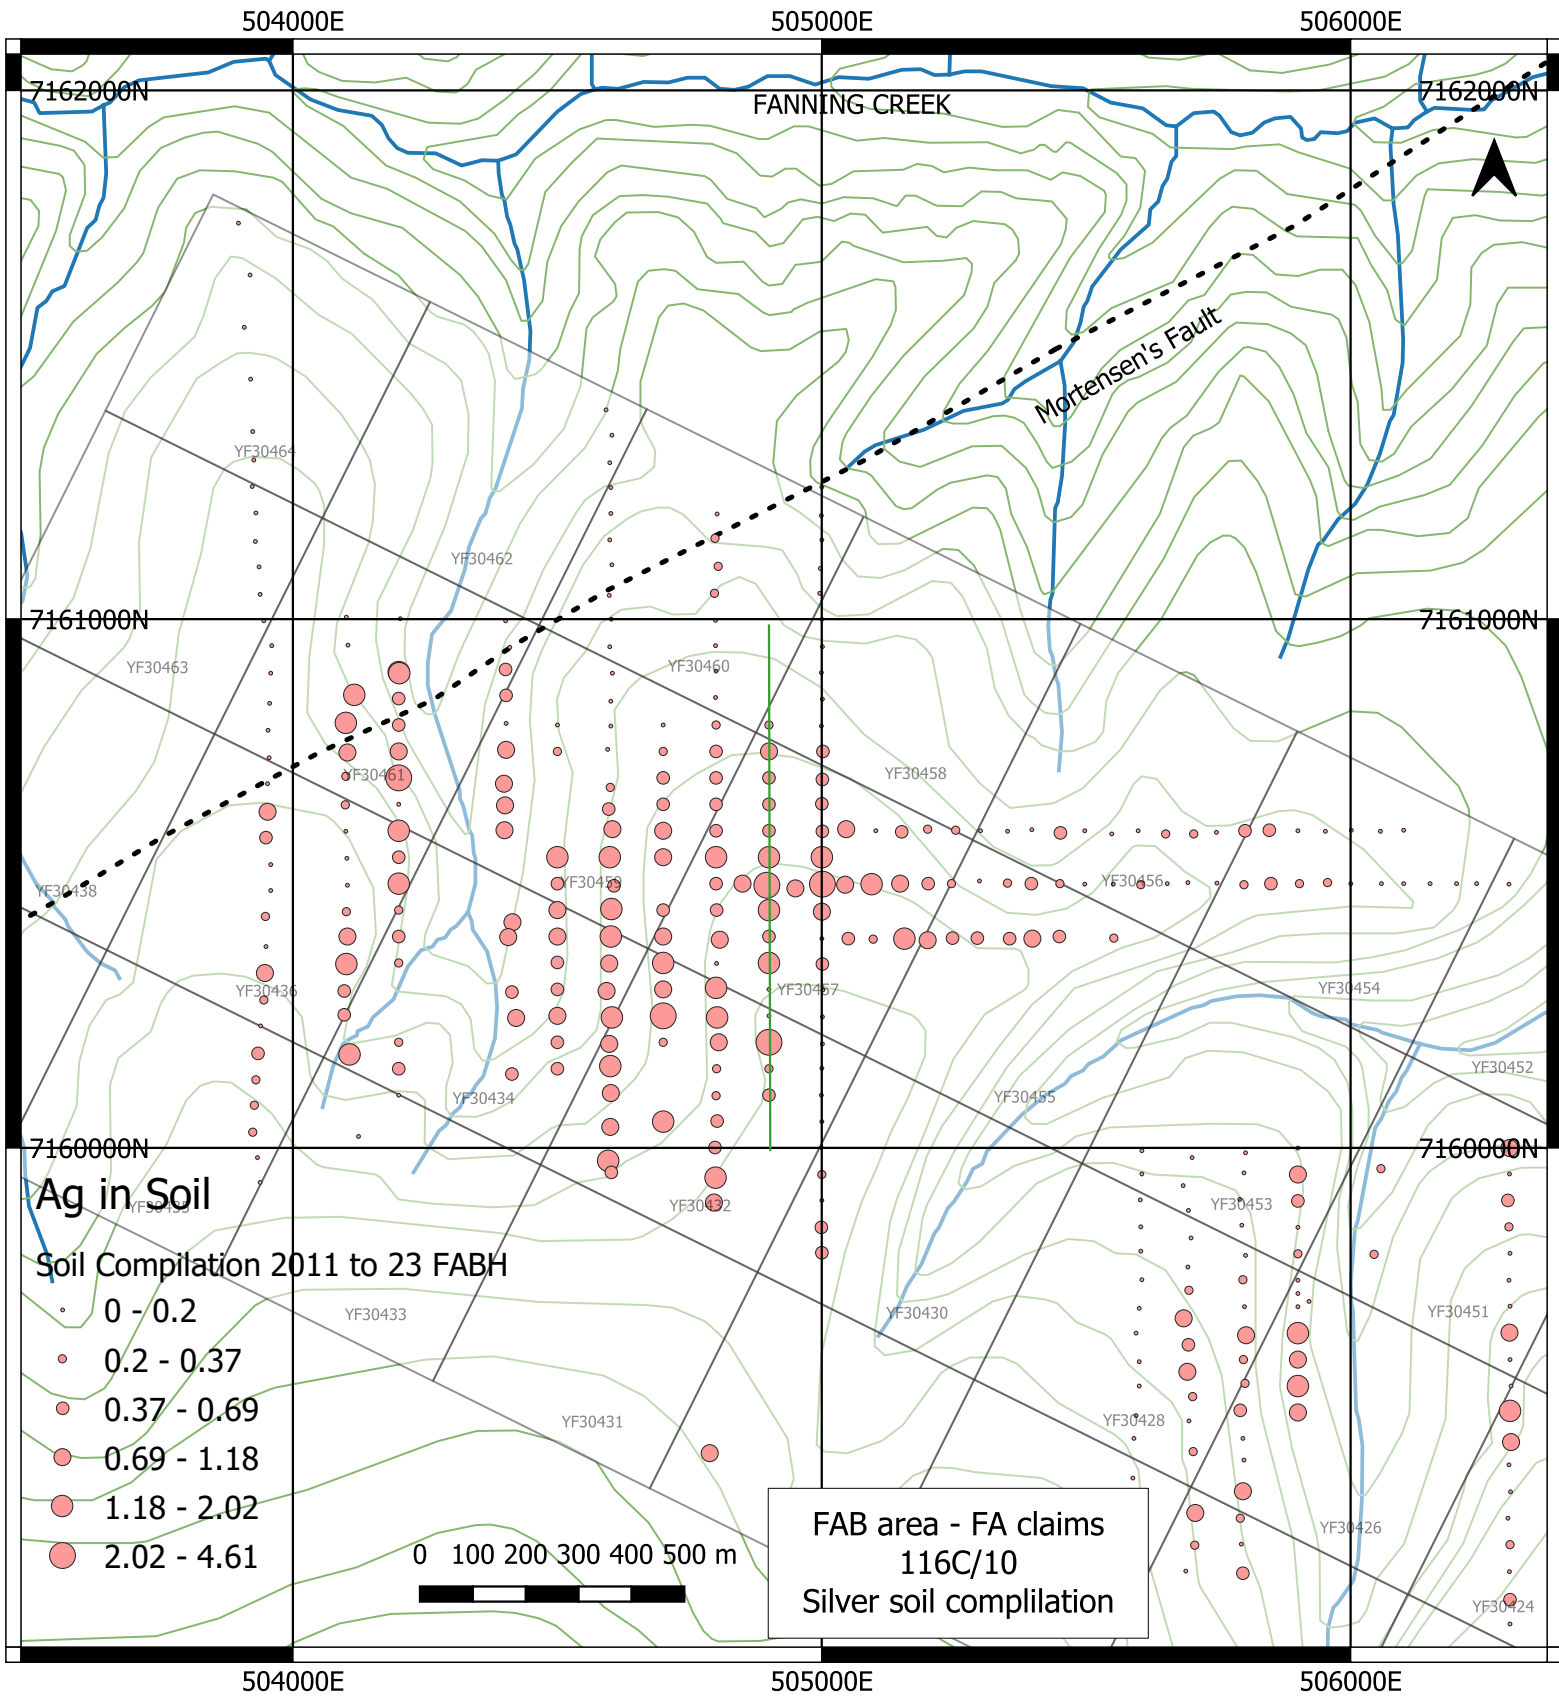 504000E 505000E 506000E
7162000N 7162000N
FANNING CREEK
Mortensen's Fault
YF30464
YF30462
7161000N 7161000N
YF30463 YF30460
YF30461 YF30458
YF30438 YF30459 YF30456
YF30436 YF30457 YF30454
YF30452
YF30434 YF30455
7160000N 7160000N
Ag in Soil
YF30435 YF30432 YF30453
Soil Compilation 2011 to 23 FABH
0 - 0.2
YF30433 YF30430 YF30451
0.2 - 0.37
0.37 - 0.69
YF30431 YF30428
0.69 - 1.18
1.18 - 2.02
2.02 - 4.61
0 100 200 300 400 500 m
FAB area - FA claims
116C/10
Silver soil complilation
YF30426
YF30424
504000E 505000E 506000E